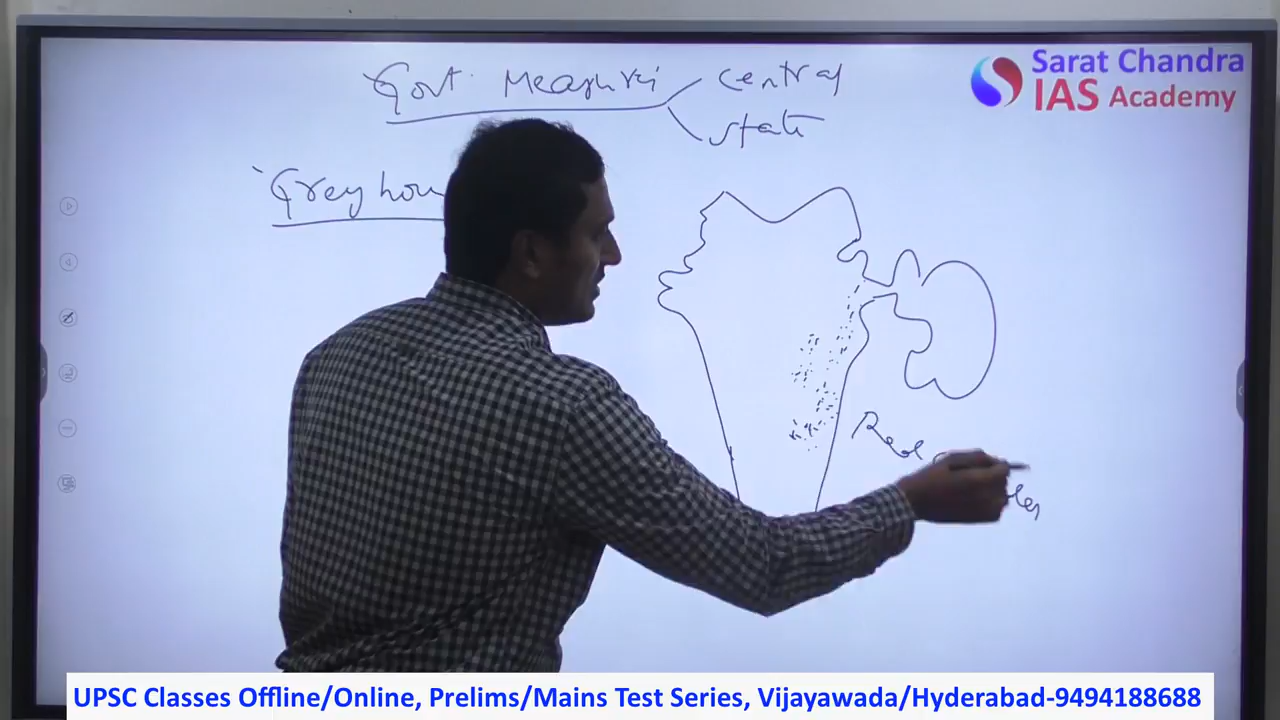 Govt Measures central
state
Sarat Chandra
IAS Academy
Greyhou
Red
UPSC Classes Offline/Online, Prelims/Mains Test Series, Vijayawada/Hyderabad-9494188688